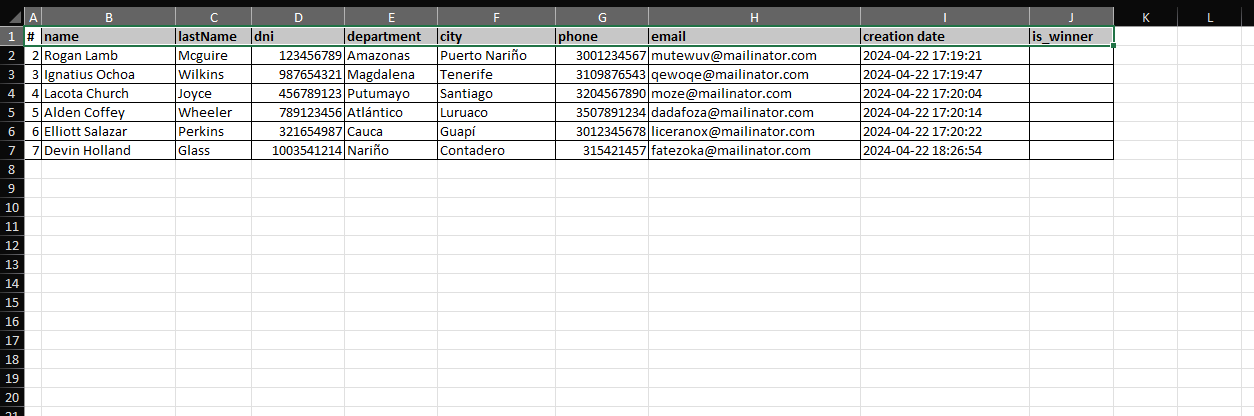 A B C D E F G H I J K L
1 # name lastName dni department city phone email creation date is_winner
2 2 Rogan Lamb Mcguire 123456789 Amazonas Puerto Nariño 3001234567 mutewuv@mailinator.com 2024-04-22 17:19:21
3 3 Ignatius Ochoa Wilkins 987654321 Magdalena Tenerife 3109876543 qewoqe@mailinator.com 2024-04-22 17:19:47
4 4 Lacota Church Joyce 456789123 Putumayo Santiago 3204567890 moze@mailinator.com 2024-04-22 17:20:04
5 5 Alden Coffey Wheeler 789123456 Atlántico Luruaco 3507891234 dadafoza@mailinator.com 2024-04-22 17:20:14
6 6 Elliott Salazar Perkins 321654987 Cauca Guapí 3012345678 liceranox@mailinator.com 2024-04-22 17:20:22
7 7 Devin Holland Glass 1003541214 Nariño Contadero 315421457 fatezoka@mailinator.com 2024-04-22 18:26:54
8
9
10
11
12
13
14
15
16
17
18
19
20
21